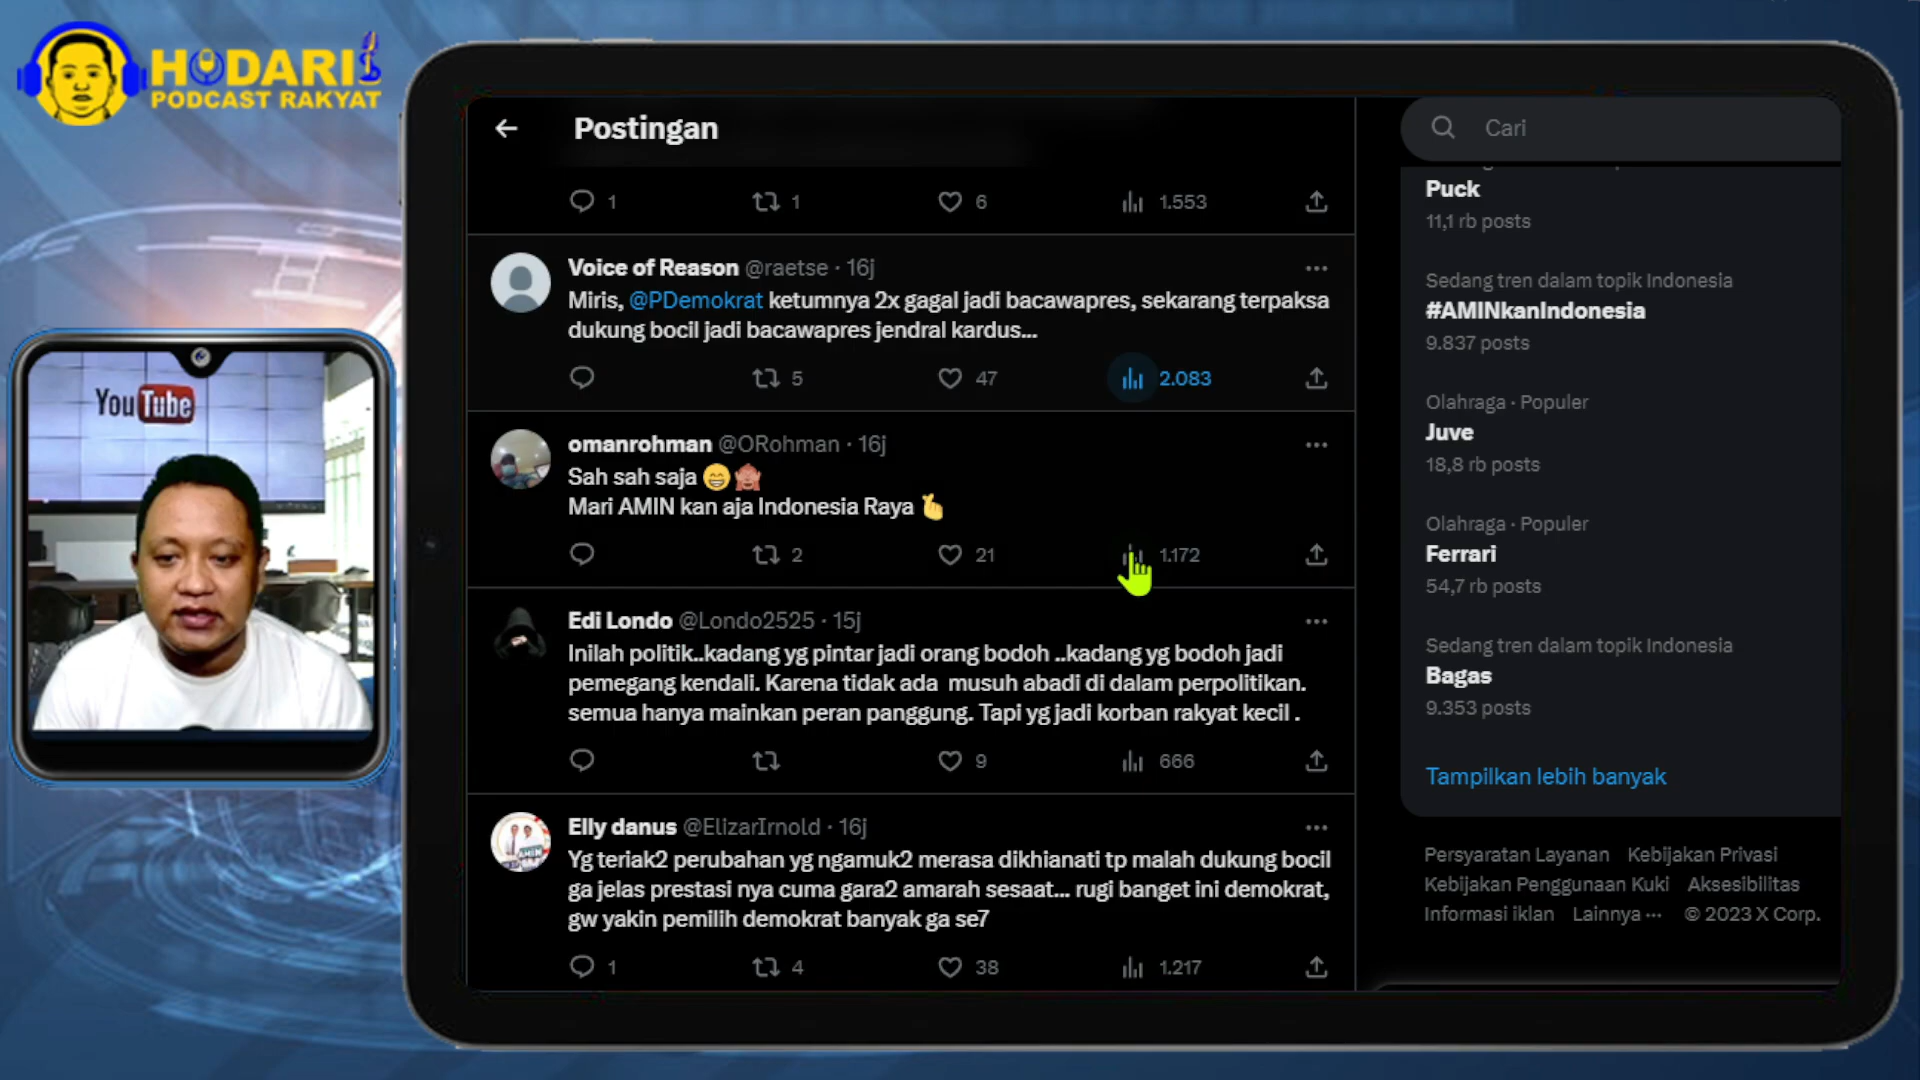 HODARI
PODCAST RAKYAT
YouTube
Postingan
1 1 6 1.553
Voice of Reason @raetse · 16j
Miris, @PDemokrat ketumnya 2x gagal jadi bacawapres, sekarang terpaksa
dukung bocil jadi bacawapres jendral kardus...
5 47 2.083
omanrohman @ORohman · 16j
Sah sah saja 😁🙈
Mari AMIN kan aja Indonesia Raya 🫰
2 21 1.172
Edi Londo @Londo2525 · 15j
Inilah politik..kadang yg pintar jadi orang bodoh ..kadang yg bodoh jadi
pemegang kendali. Karena tidak ada musuh abadi di dalam perpolitikan.
semua hanya mainkan peran panggung. Tapi yg jadi korban rakyat kecil .
9 666
Elly danus @ElizarIrnold · 16j
Yg teriak2 perubahan yg ngamuk2 merasa dikhianati tp malah dukung bocil
ga jelas prestasi nya cuma gara2 amarah sesaat... rugi banget ini demokrat,
gw yakin pemilih demokrat banyak ga se7
1 4 38 1.217
Cari
Puck
11,1 rb posts
Sedang tren dalam topik Indonesia
#AMINkanIndonesia
9.837 posts
Olahraga · Populer
Juve
18,8 rb posts
Olahraga · Populer
Ferrari
54,7 rb posts
Sedang tren dalam topik Indonesia
Bagas
9.353 posts
Tampilkan lebih banyak
Persyaratan Layanan Kebijakan Privasi
Kebijakan Penggunaan Kuki Aksesibilitas
Informasi iklan Lainnya ··· © 2023 X Corp.